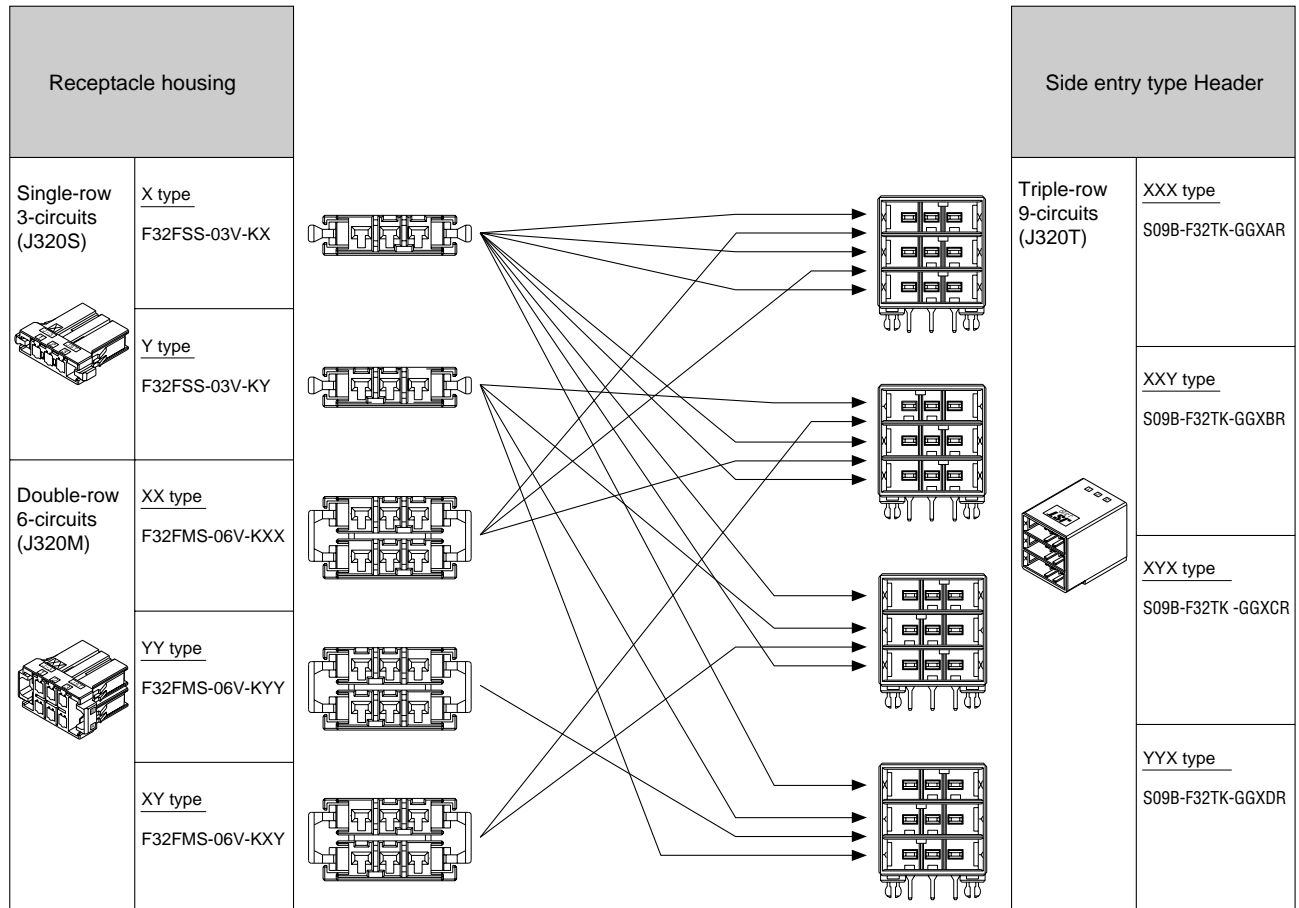 Receptacle housing
Single-row
3-circuits
(J320S)
X type
F32FSS-03V-KX
Y type
F32FSS-03V-KY
Double-row
6-circuits
(J320M)
XX type
F32FMS-06V-KXX
YY type
F32FMS-06V-KYY
XY type
F32FMS-06V-KXY
Side entry type Header
Triple-row
9-circuits
(J320T)
XXX type
S09B-F32TK-GGXAR
XXY type
S09B-F32TK-GGXBR
XYX type
S09B-F32TK -GGXCR
YYX type
S09B-F32TK-GGXDR
JST